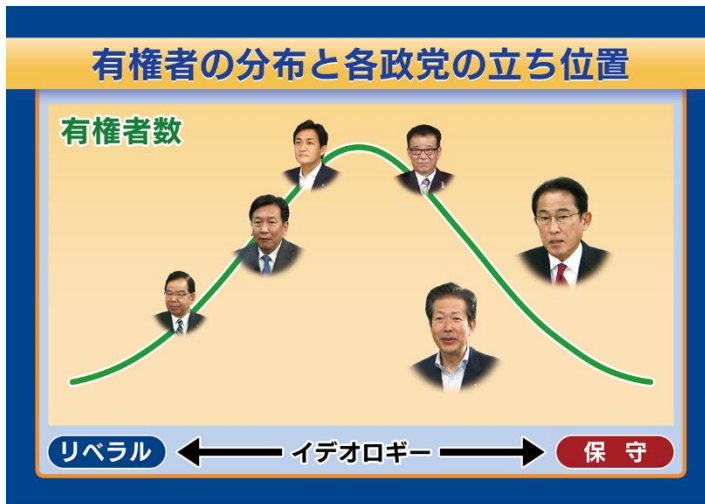 有権者の分布と各政党の立ち位置
有権者数
リベラル
イデオロギー
保守